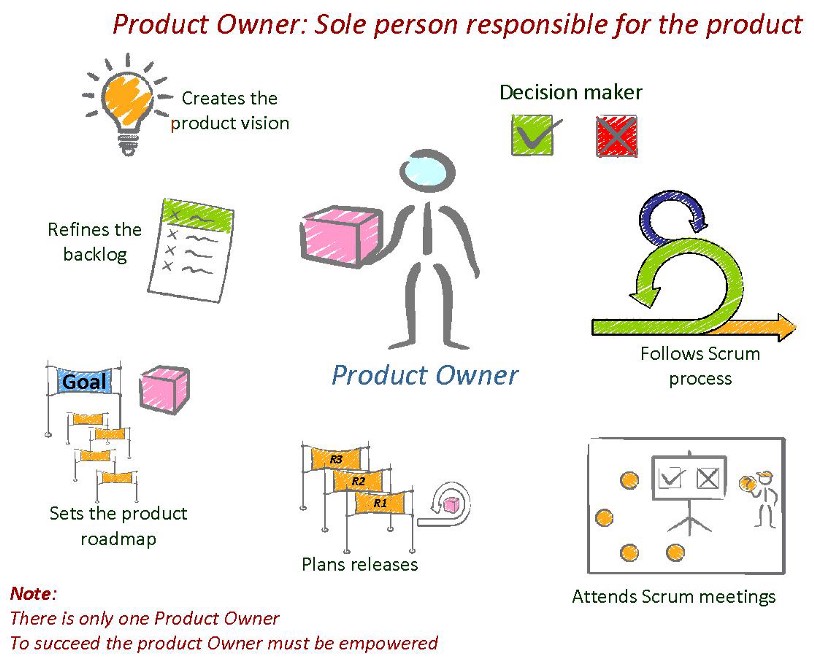 Product Owner: Sole person responsible for the product
Creates the
product vision
Decision maker
Refines the
backlog
Follows Scrum
process
Product Owner
Goal
Sets the product
roadmap
R3
R2
R1
Plans releases
?
Attends Scrum meetings
Note:
There is only one Product Owner
To succeed the product Owner must be empowered